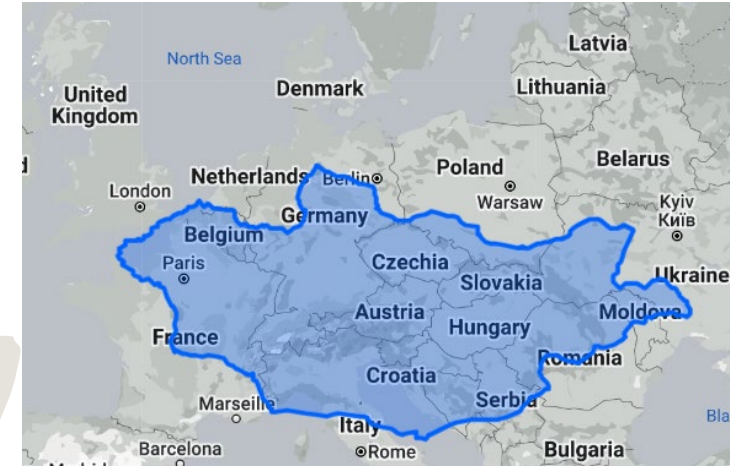 Latvia
North Sea
Denmark
Lithuania
United
Kingdom
Belarus
Poland
Netherlands
Berlin
London
Warsaw
Kyiv
Київ
Germany
Belgium
Paris
Czechia
Ukraine
Slovakia
Austria
Moldova
Hungary
France
Romania
Croatia
Serbia
Marseille
Italy
Bla
Barcelona
Rome
Bulgaria